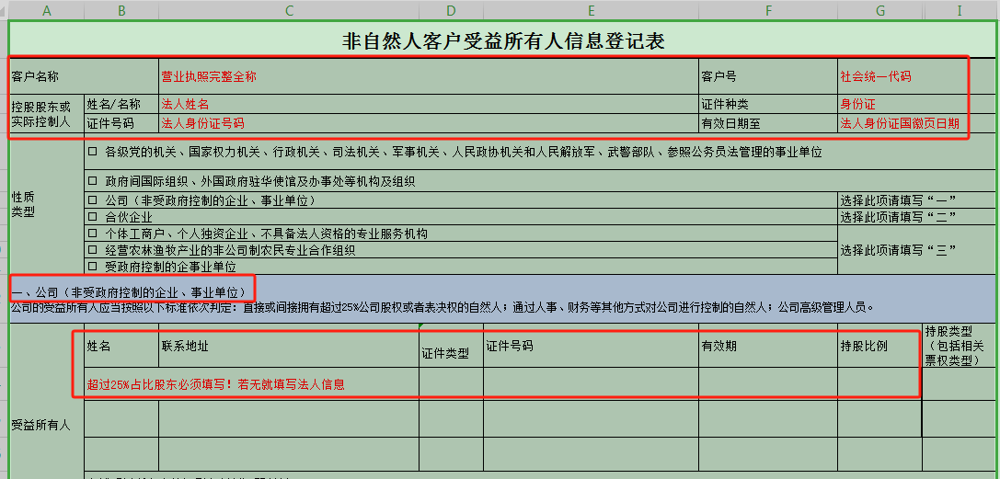 A B C D E F G I
非自然人客户受益所有人信息登记表
客户名称 营业执照完整全称 客户号 社会统一代码
控股股东或
实际控制人
姓名/名称 法人姓名 证件种类 身份证
证件号码 法人身份证号码 有效日期至 法人身份证国徽页日期
性质
类型
□ 各级党的机关、国家权力机关、行政机关、司法机关、军事机关、人民政协机关和人民解放军、武警部队、参照公务员法管理的事业单位
□ 政府间国际组织、外国政府驻华使馆及办事处等机构及组织
□ 公司（非受政府控制的企业、事业单位） 选择此项请填写“一”
□ 合伙企业 选择此项请填写“二”
□ 个体工商户、个人独资企业、不具备法人资格的专业服务机构
□ 经营农林渔牧产业的非公司制农民专业合作组织 选择此项请填写“三”
□ 受政府控制的企事业单位
一、公司（非受政府控制的企业、事业单位）
公司的受益所有人应当按照以下标准依次判定：直接或间接拥有超过25%公司股权或者表决权的自然人；通过人事、财务等其他方式对公司进行控制的自然人；公司高级管理人员。
姓名 联系地址 证件类型 证件号码 有效期 持股比例
持股类型
（包括相关
票权类型）
超过25%占比股东必须填写！若无就填写法人信息
受益所有人